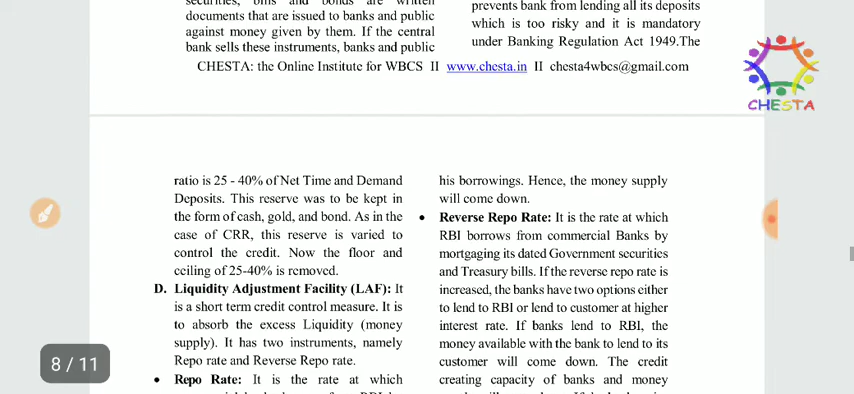 securities, bills and bonds are written
documents that are issued to banks and public
against money given by them. If the central
bank sells these instruments, banks and public
prevents bank from lending all its deposits
which is too risky and it is mandatory
under Banking Regulation Act 1949.The
CHESTA: the Online Institute for WBCS II www.chesta.in II chesta4wbcs@gmail.com
CHESTA
ratio is 25 - 40% of Net Time and Demand
Deposits. This reserve was to be kept in
the form of cash, gold, and bond. As in the
case of CRR, this reserve is varied to
control the credit. Now the floor and
ceiling of 25-40% is removed.
D. Liquidity Adjustment Facility (LAF): It
is a short term credit control measure. It is
to absorb the excess Liquidity (money
supply). It has two instruments, namely
Repo rate and Reverse Repo rate.
• Repo Rate: It is the rate at which
his borrowings. Hence, the money supply
will come down.
• Reverse Repo Rate: It is the rate at which
RBI borrows from commercial Banks by
mortgaging its dated Government securities
and Treasury bills. If the reverse repo rate is
increased, the banks have two options either
to lend to RBI or lend to customer at higher
interest rate. If banks lend to RBI, the
money available with the bank to lend to its
customer will come down. The credit
creating capacity of banks and money
8 / 11